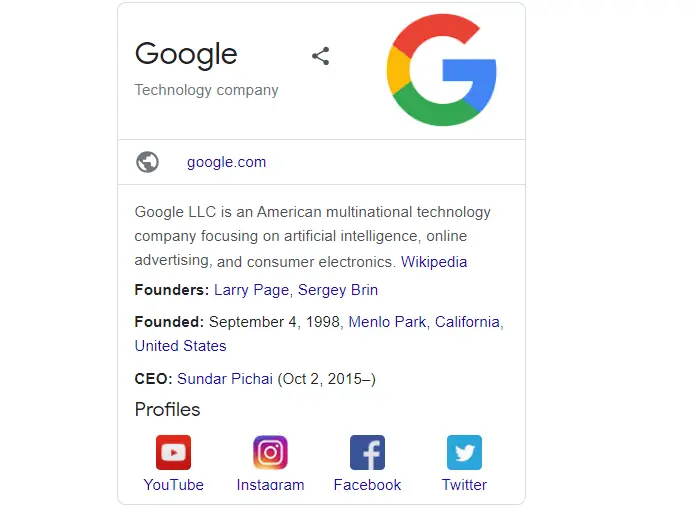 Google
Technology company
google.com
Google LLC is an American multinational technology
company focusing on artificial intelligence, online
advertising, and consumer electronics. Wikipedia
Founders: Larry Page, Sergey Brin
Founded: September 4, 1998, Menlo Park, California,
United States
CEO: Sundar Pichai (Oct 2, 2015–)
Profiles
YouTube Instagram Facebook Twitter